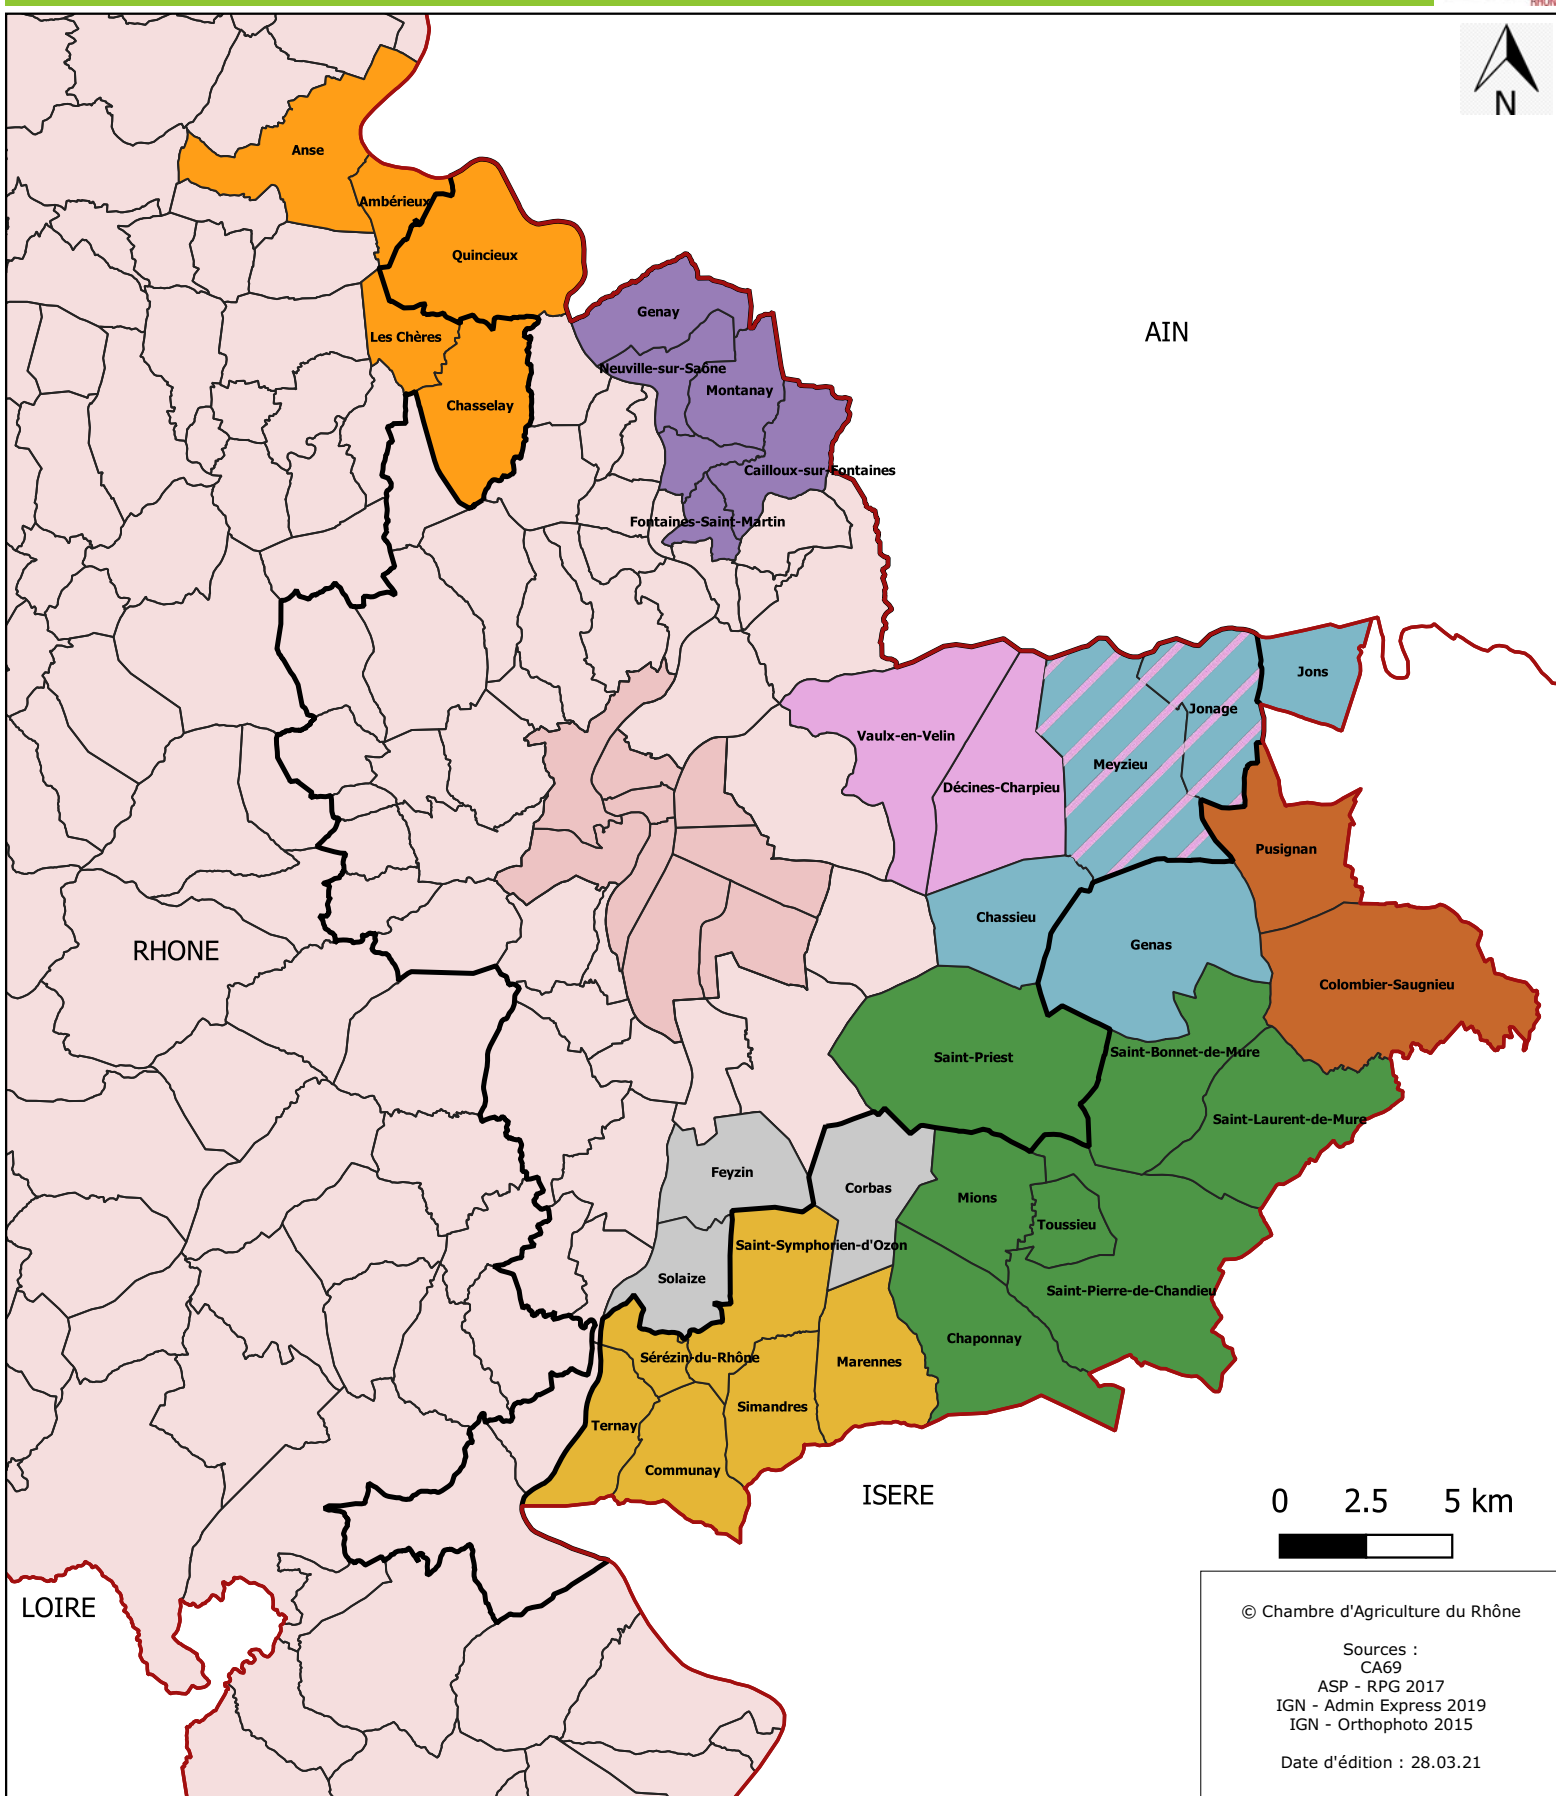 RHON
N
Anse
Ambérieux
Quincieux
Genay
AIN
Les Chères
Neuville-sur-Saône
Montanay
Chasselay
Cailloux-sur-Fontaines
Fontaines-Saint-Martin
Jons
Jonage
Vaulx-en-Velin
Meyzieu
Décines-Charpieu
Pusignan
Chassieu
Genas
RHONE
Colombier-Saugnieu
Saint-Priest
Saint-Bonnet-de-Mure
Saint-Laurent-de-Mure
Feyzin
Corbas
Mions
Toussieu
Saint-Symphorien-d'Ozon
Solaize
Saint-Pierre-de-Chandieu
Chaponnay
Sérézin-du-Rhône
Marennes
Simandres
Ternay
Communay
ISERE
0 2.5 5 km
LOIRE
© Chambre d'Agriculture du Rhône
Sources :
CA69
ASP - RPG 2017
IGN - Admin Express 2019
IGN - Orthophoto 2015
Date d'édition : 28.03.21